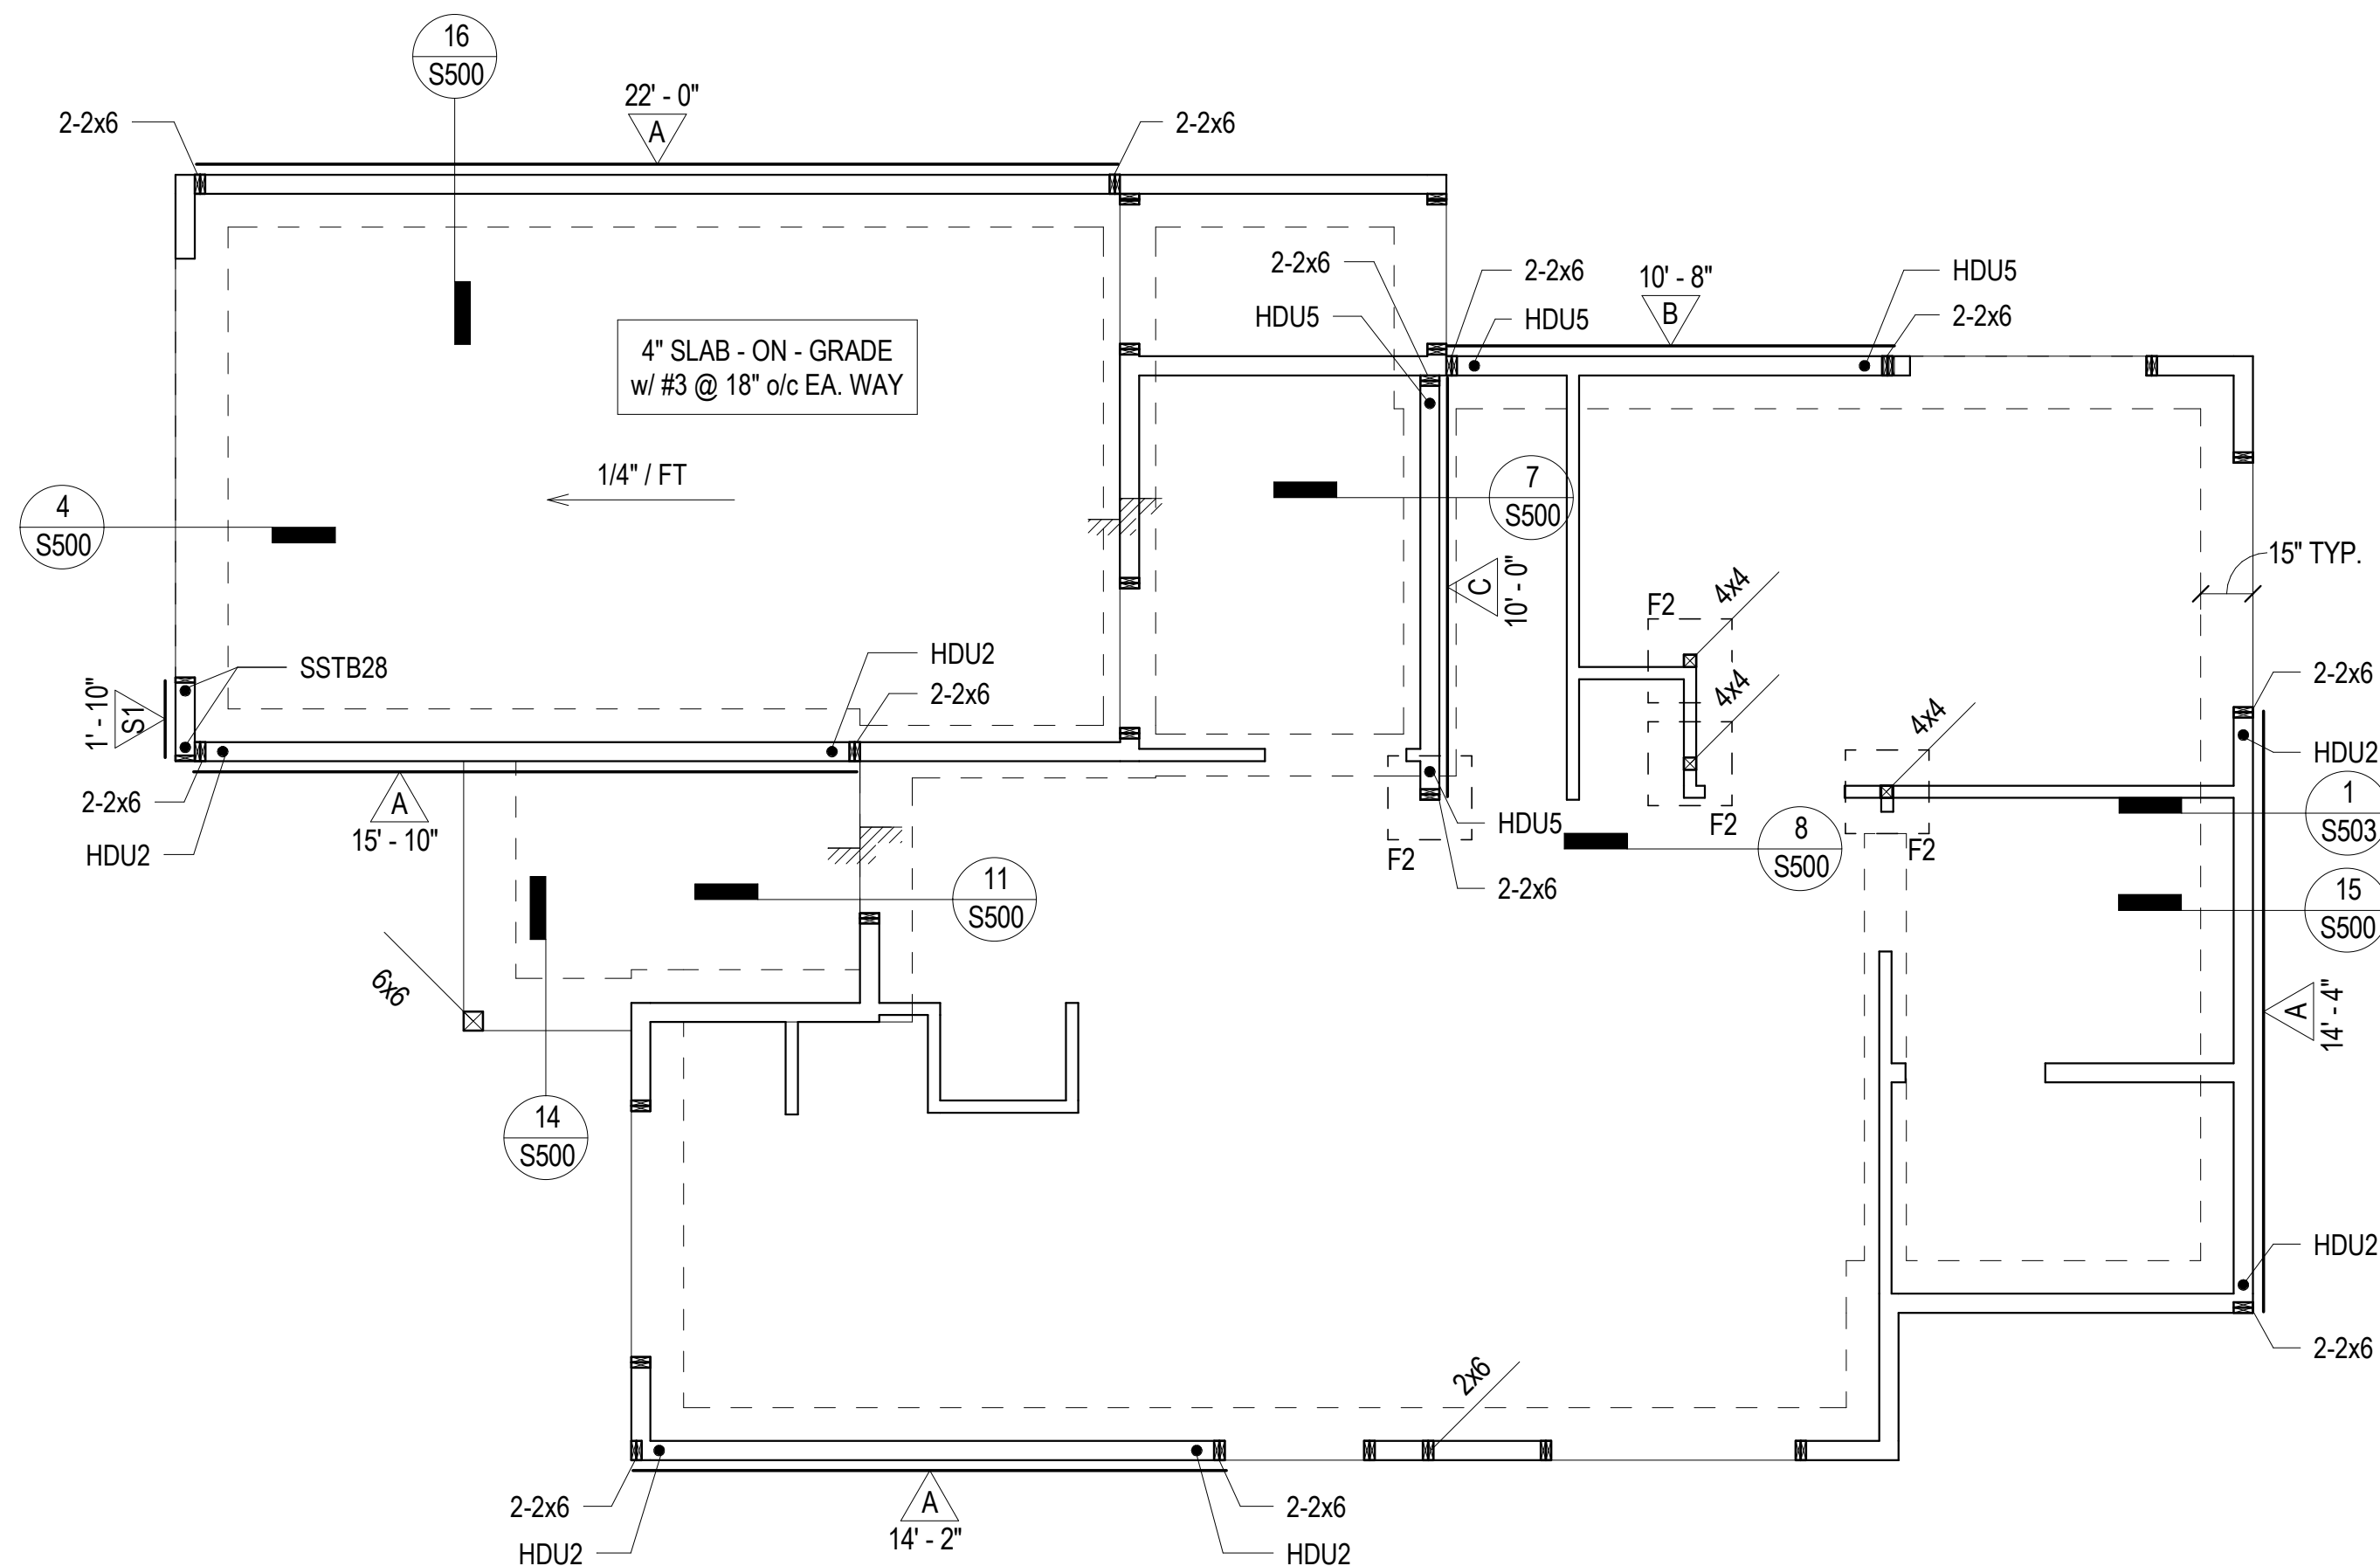 16
S500
22' - 0"
A
2-2x6
2-2x6
2-2x6
HDU5
2-2x6
HDU5
10' - 8"
B
HDU5
2-2x6
4" SLAB - ON - GRADE
w/ #3 @ 18" o/c EA. WAY
1/4" / FT
4
S500
7
S500
C
10' - 0"
15" TYP.
F2
4x4
4x4
F2
4x4
F2
SSTB28
1' - 10"
S1
HDU2
2-2x6
2-2x6
HDU2
A
15' - 10"
2-2x6
HDU2
1
S503
HDU5
F2
2-2x6
8
S500
15
S500
11
S500
6x6
A
14' - 4"
14
S500
HDU2
2-2x6
2x6
2-2x6
HDU2
A
14' - 2"
2-2x6
HDU2